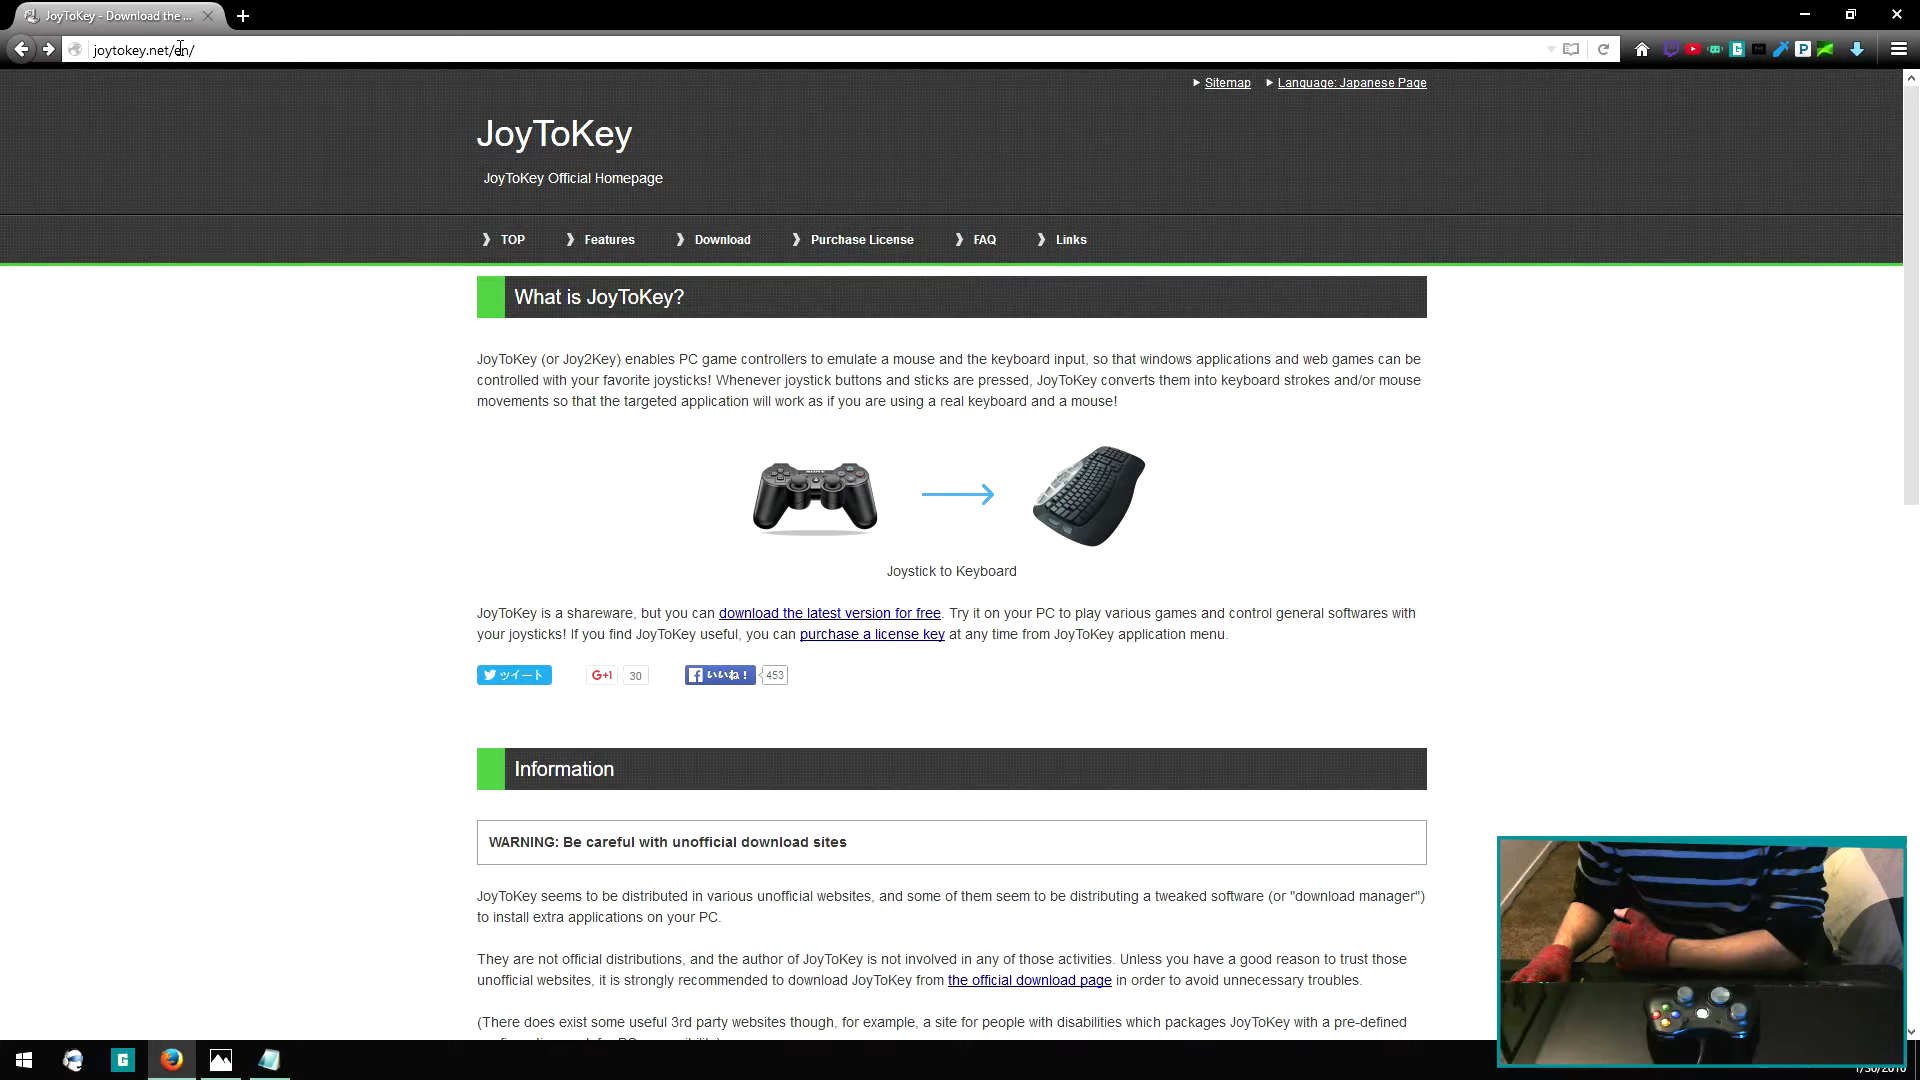 JoyToKey - Download the ...
joytokey.net/en/
Sitemap
Language: Japanese Page
JoyToKey
JoyToKey Official Homepage
TOP
Features
Download
Purchase License
FAQ
Links
What is JoyToKey?
JoyToKey (or Joy2Key) enables PC game controllers to emulate a mouse and the keyboard input, so that windows applications and web games can be
controlled with your favorite joysticks! Whenever joystick buttons and sticks are pressed, JoyToKey converts them into keyboard strokes and/or mouse
movements so that the targeted application will work as if you are using a real keyboard and a mouse!
SONY
Joystick to Keyboard
JoyToKey is a shareware, but you can download the latest version for free. Try it on your PC to play various games and control general softwares with
your joysticks! If you find JoyToKey useful, you can purchase a license key at any time from JoyToKey application menu.
ツイート
G+1
30
いいね！
453
Information
WARNING: Be careful with unofficial download sites
JoyToKey seems to be distributed in various unofficial websites, and some of them seem to be distributing a tweaked software (or "download manager")
to install extra applications on your PC.
They are not official distributions, and the author of JoyToKey is not involved in any of those activities. Unless you have a good reason to trust those
unofficial websites, it is strongly recommended to download JoyToKey from the official download page in order to avoid unnecessary troubles.
(There does exist some useful 3rd party websites though, for example, a site for people with disabilities which packages JoyToKey with a pre-defined